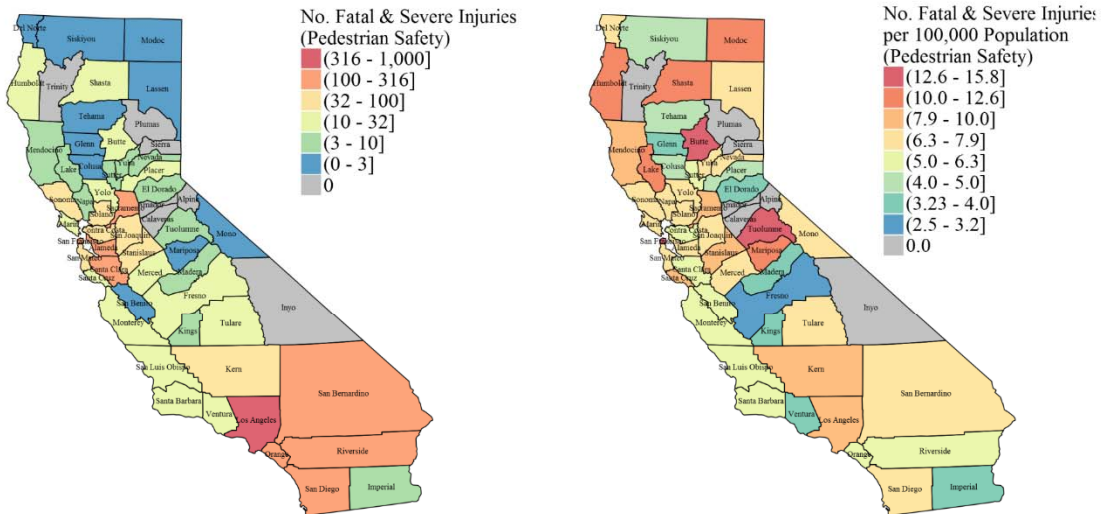 No. Fatal & Severe Injuries
(Pedestrian Safety)
(316 - 1,000]
(100 - 316]
(32 - 100]
(10 - 32]
(3 - 10]
(0 - 3]
0
Del Norte
Siskiyou
Modoc
Humboldt
Trinity
Shasta
Lassen
Tehama
Plumas
Glenn
Butte
Sierra
Mendocino
Colusa
Nevada
Lake
Yuba
Sutter
Placer
Yolo
El Dorado
Sonoma
Napa
Sacramento
Alpine
Solano
Amador
Marin
Calaveras
Contra Costa
San Joaquin
Tuolumne
Mono
San Francisco
Alameda
Stanislaus
Mariposa
San Mateo
Santa Clara
Merced
Madera
Santa Cruz
San Benito
Fresno
Inyo
Monterey
Kings
Tulare
San Luis Obispo
Kern
San Bernardino
Santa Barbara
Ventura
Los Angeles
Orange
Riverside
San Diego
Imperial
No. Fatal & Severe Injuries
per 100,000 Population
(Pedestrian Safety)
(12.6 - 15.8]
(10.0 - 12.6]
(7.9 - 10.0]
(6.3 - 7.9]
(5.0 - 6.3]
(4.0 - 5.0]
(3.23 - 4.0]
(2.5 - 3.2]
0.0
Del Norte
Siskiyou
Modoc
Humboldt
Trinity
Shasta
Lassen
Tehama
Plumas
Glenn
Butte
Sierra
Mendocino
Colusa
Nevada
Lake
Yuba
Sutter
Placer
Yolo
El Dorado
Sonoma
Napa
Sacramento
Alpine
Solano
Amador
Marin
Calaveras
Contra Costa
San Joaquin
Tuolumne
Mono
San Francisco
Alameda
Stanislaus
Mariposa
San Mateo
Santa Clara
Merced
Madera
Santa Cruz
San Benito
Fresno
Inyo
Monterey
Kings
Tulare
San Luis Obispo
Kern
San Bernardino
Santa Barbara
Ventura
Los Angeles
Orange
Riverside
San Diego
Imperial